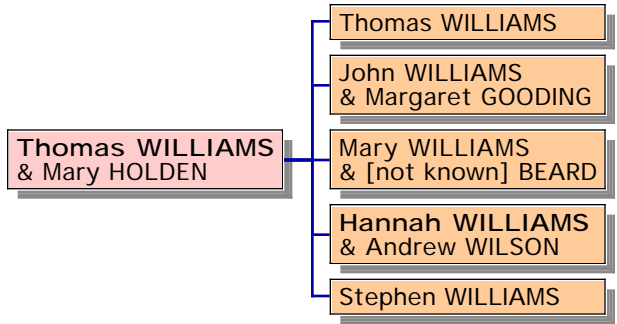 Thomas WILLIAMS
& Mary HOLDEN
Thomas WILLIAMS
John WILLIAMS
& Margaret GOODING
Mary WILLIAMS
& [not known] BEARD
Hannah WILLIAMS
& Andrew WILSON
Stephen WILLIAMS